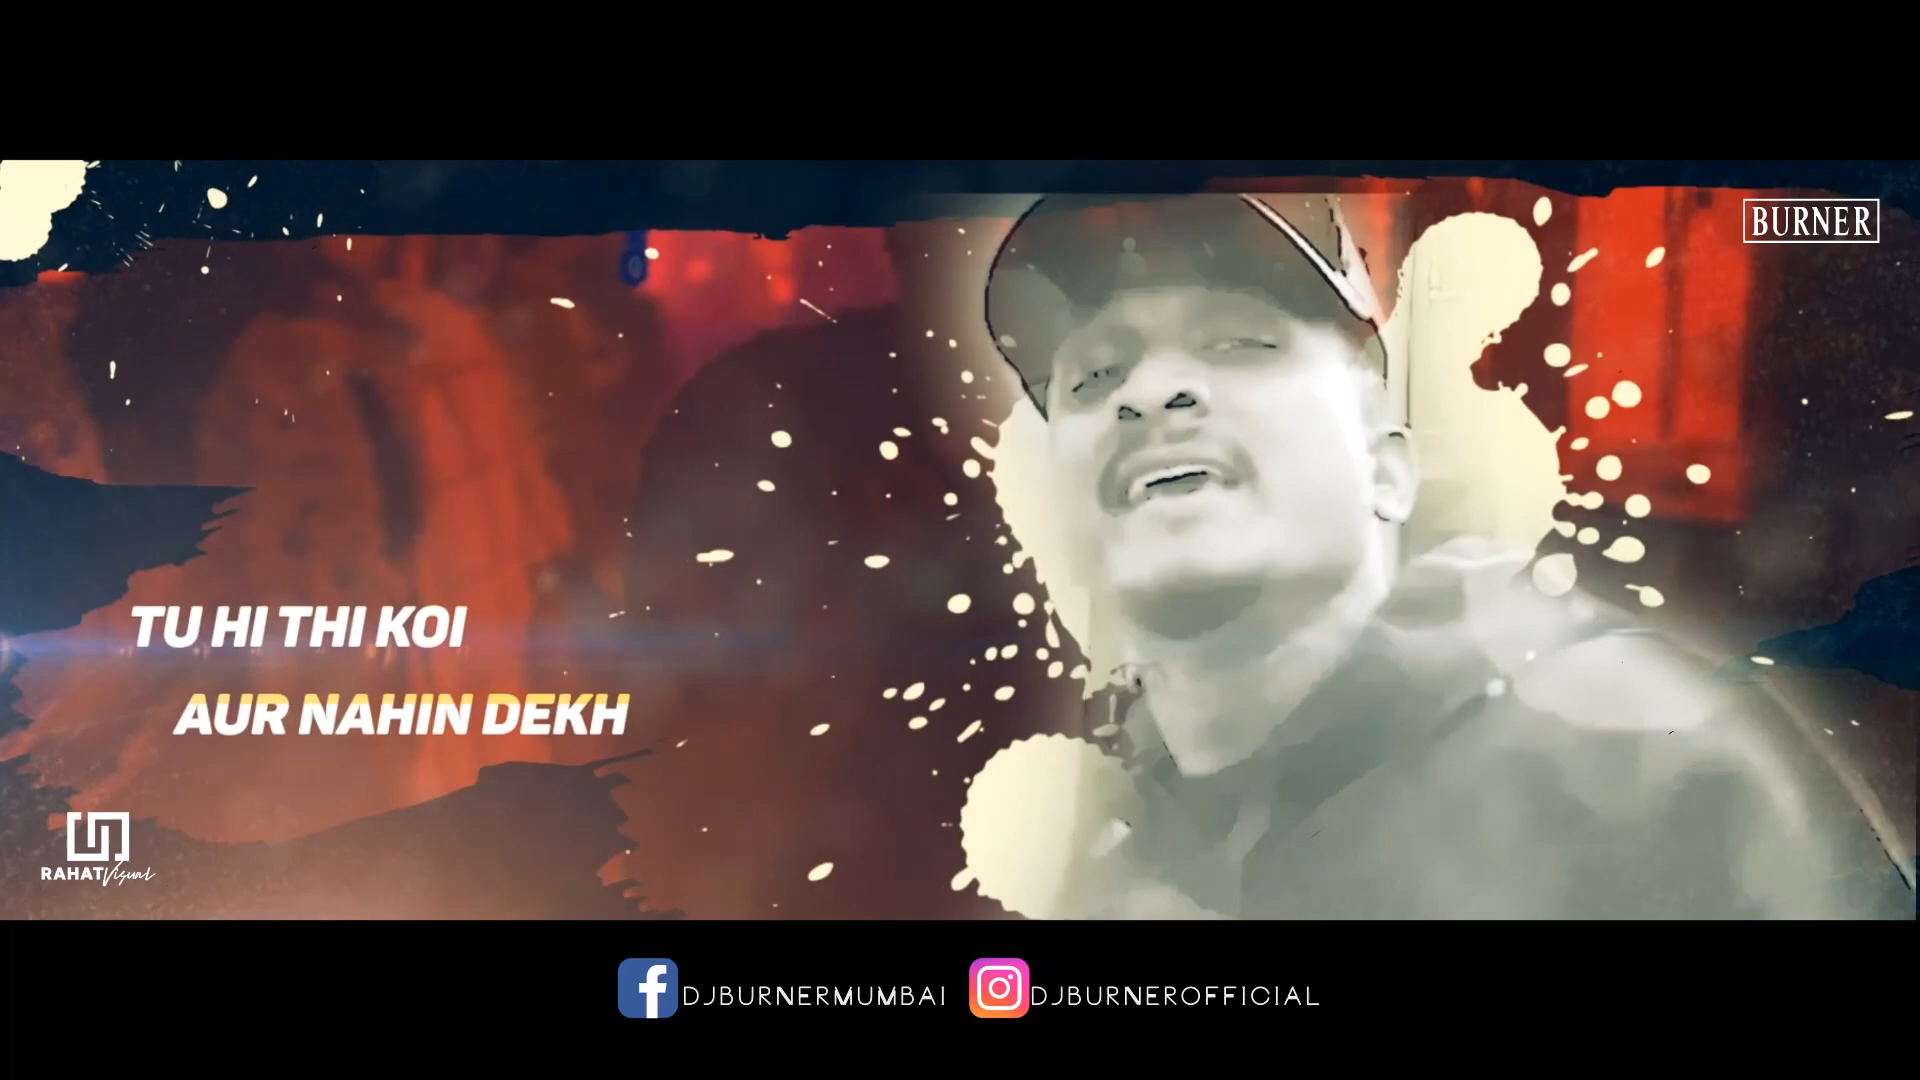 BURNER
TU HI THI KOI
AUR NAHIN DEKH
RAHAT Visual
DJBURNERMUMBAI
DJBURNEROFFICIAL